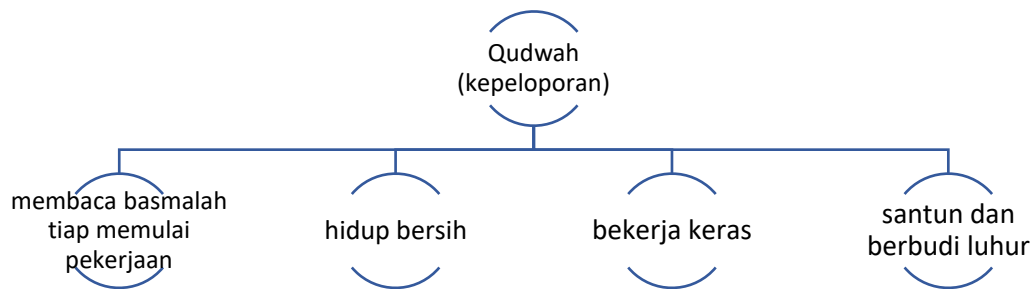 Qudwah
(kepeloporan)
membaca basmalah
tiap memulai
pekerjaan
hidup bersih
bekerja keras
santun dan
berbudi luhur